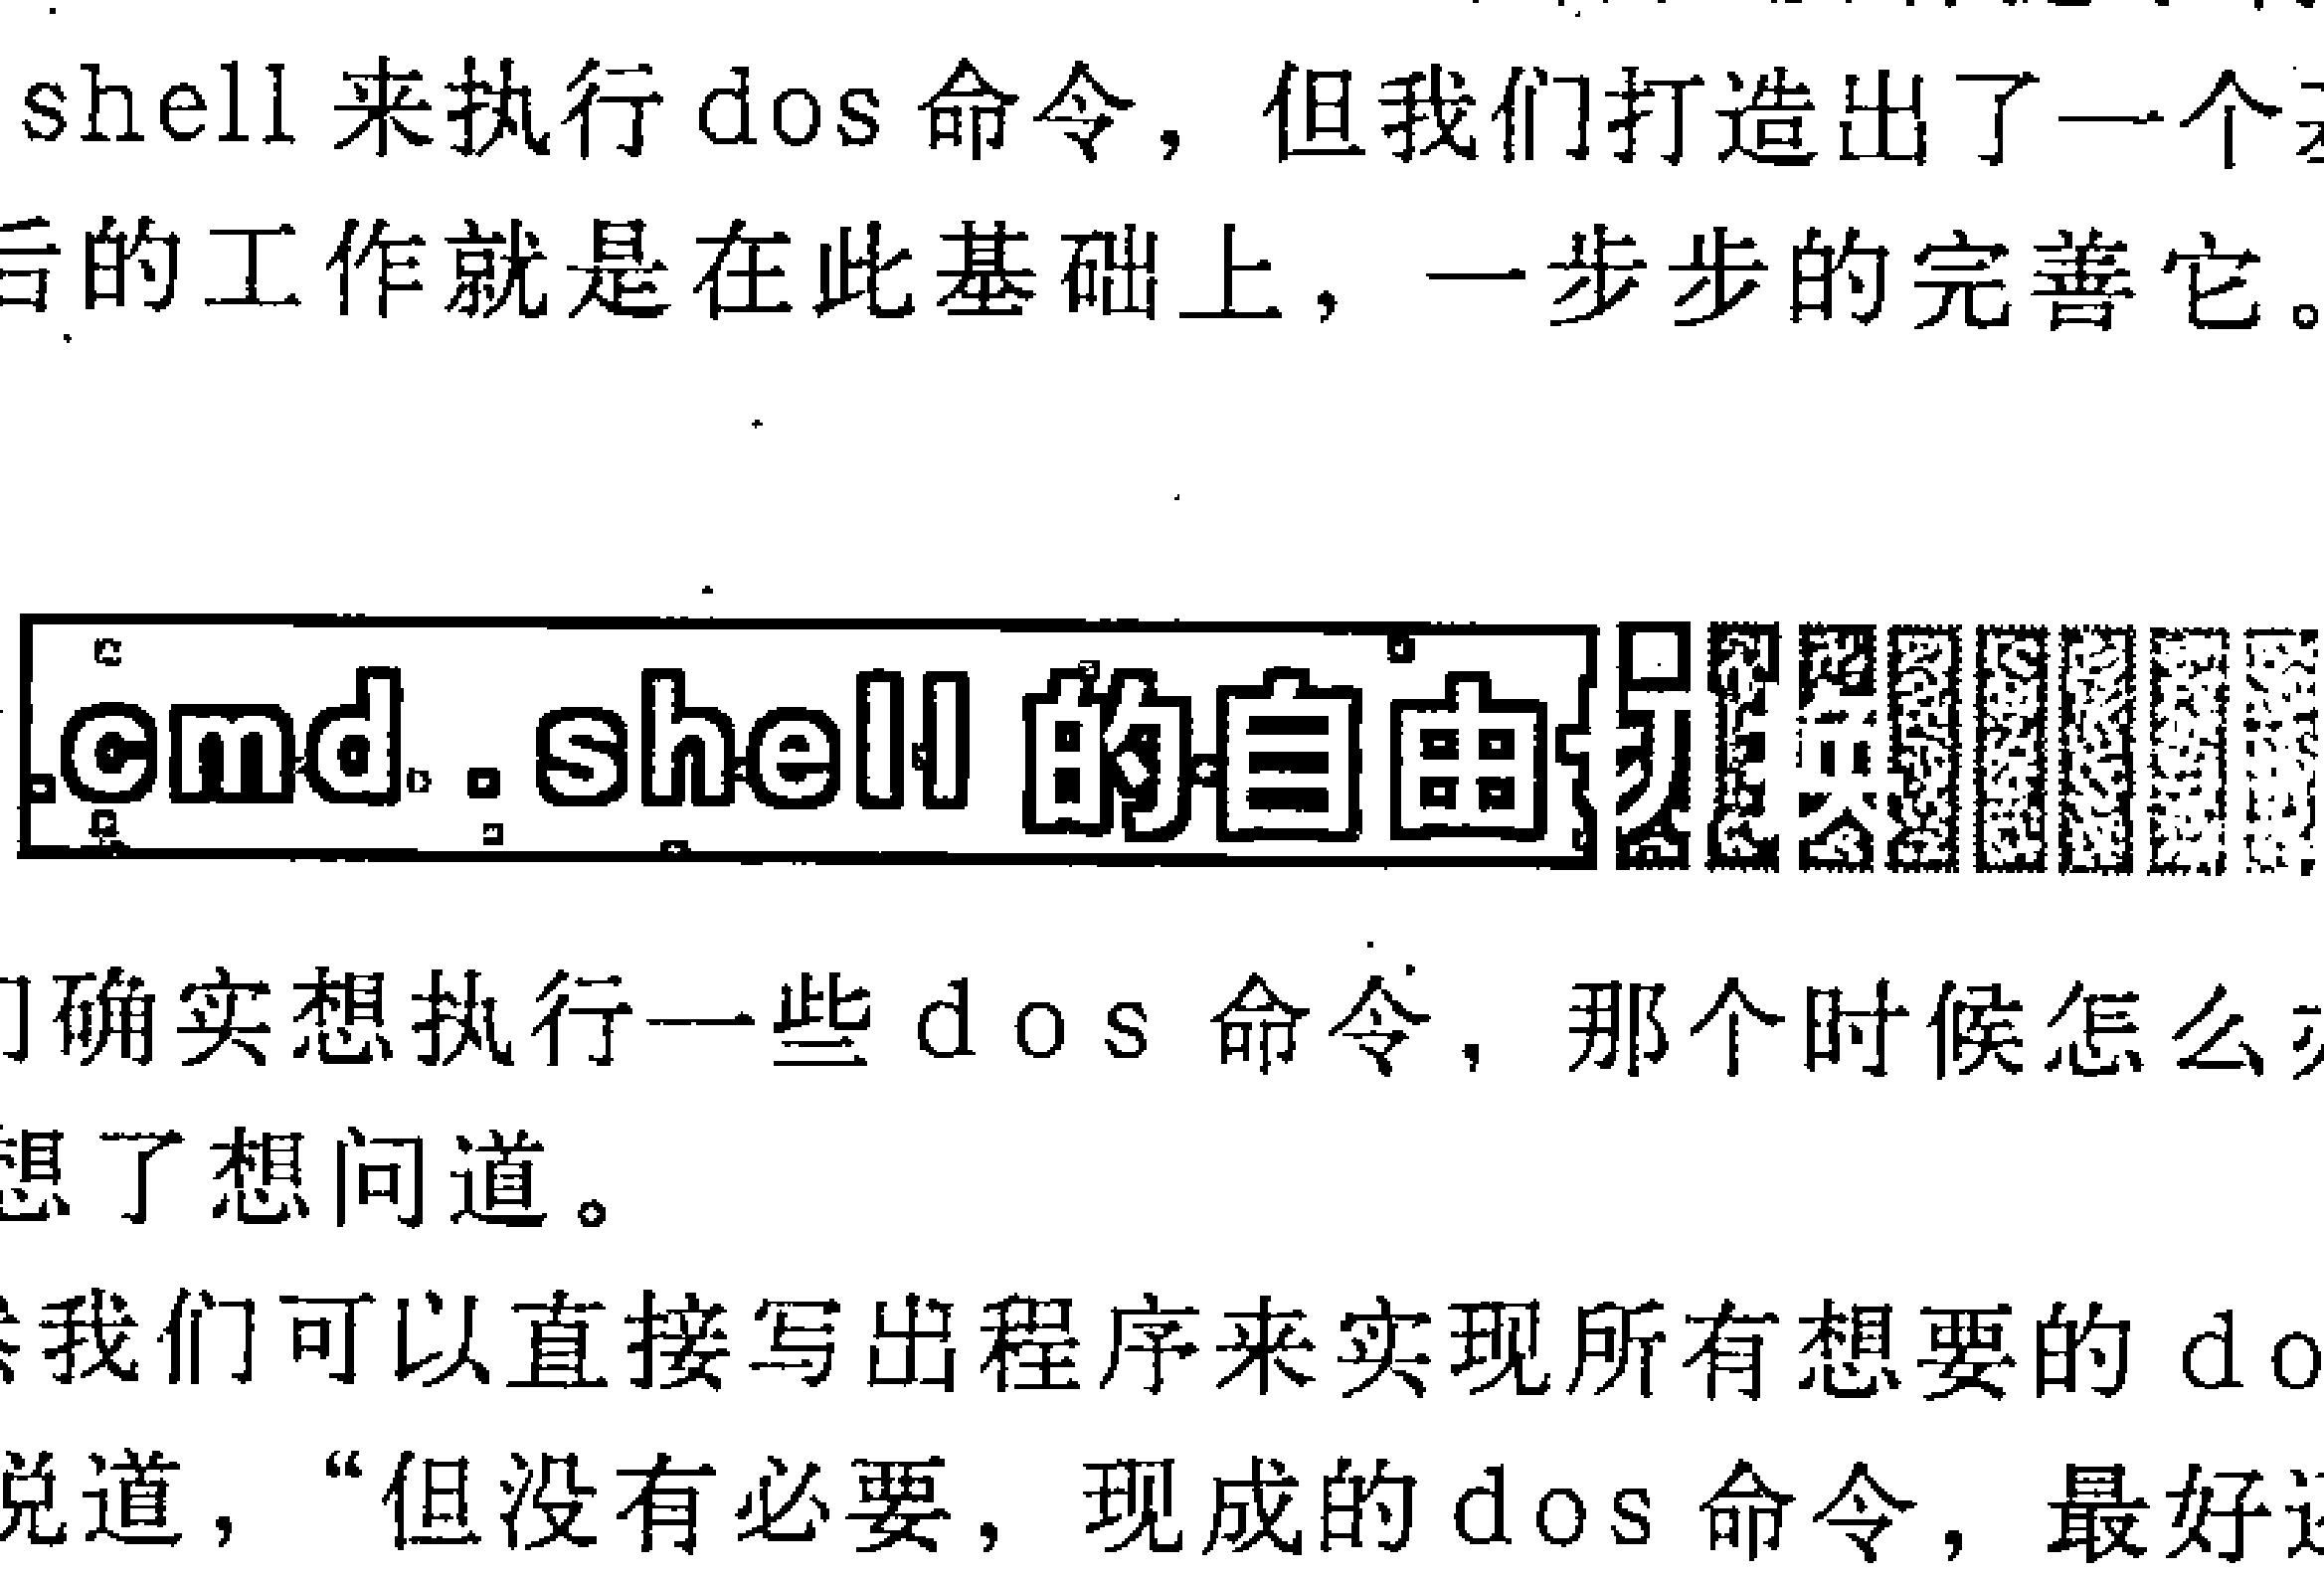 shell 来执行 dos 命令，但我们打造出了一个
后的工作就是在此基础上，一步步的完善它。
cmd shell 的自由
确实想执行一些 dos 命令，那个时候怎么
想了想问道。
我们可以直接写出程序来实现所有想要的 do
说道，“但没有必要，现成的 dos 命令，最好